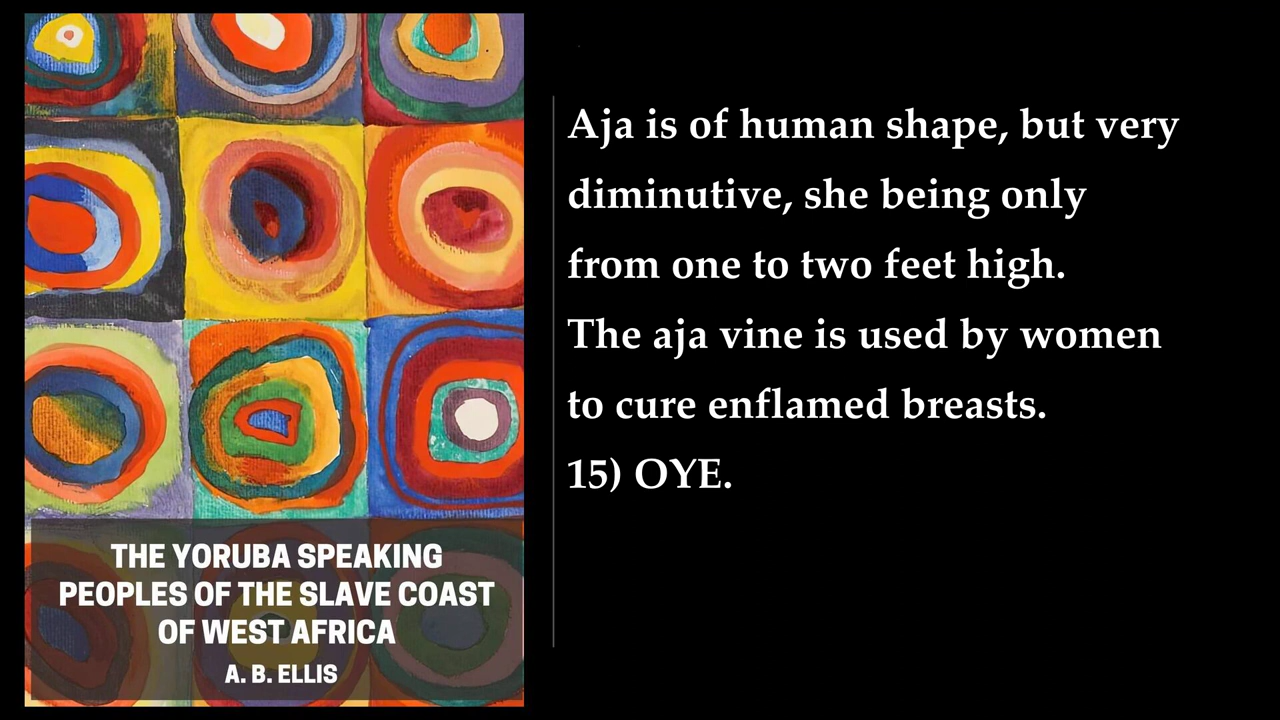 Aja is of human shape, but very
diminutive, she being only
from one to two feet high.
The aja vine is used by women
to cure enflamed breasts.
15) OYE.
THE YORUBA SPEAKING
PEOPLES OF THE SLAVE COAST
OF WEST AFRICA
A. B. ELLIS